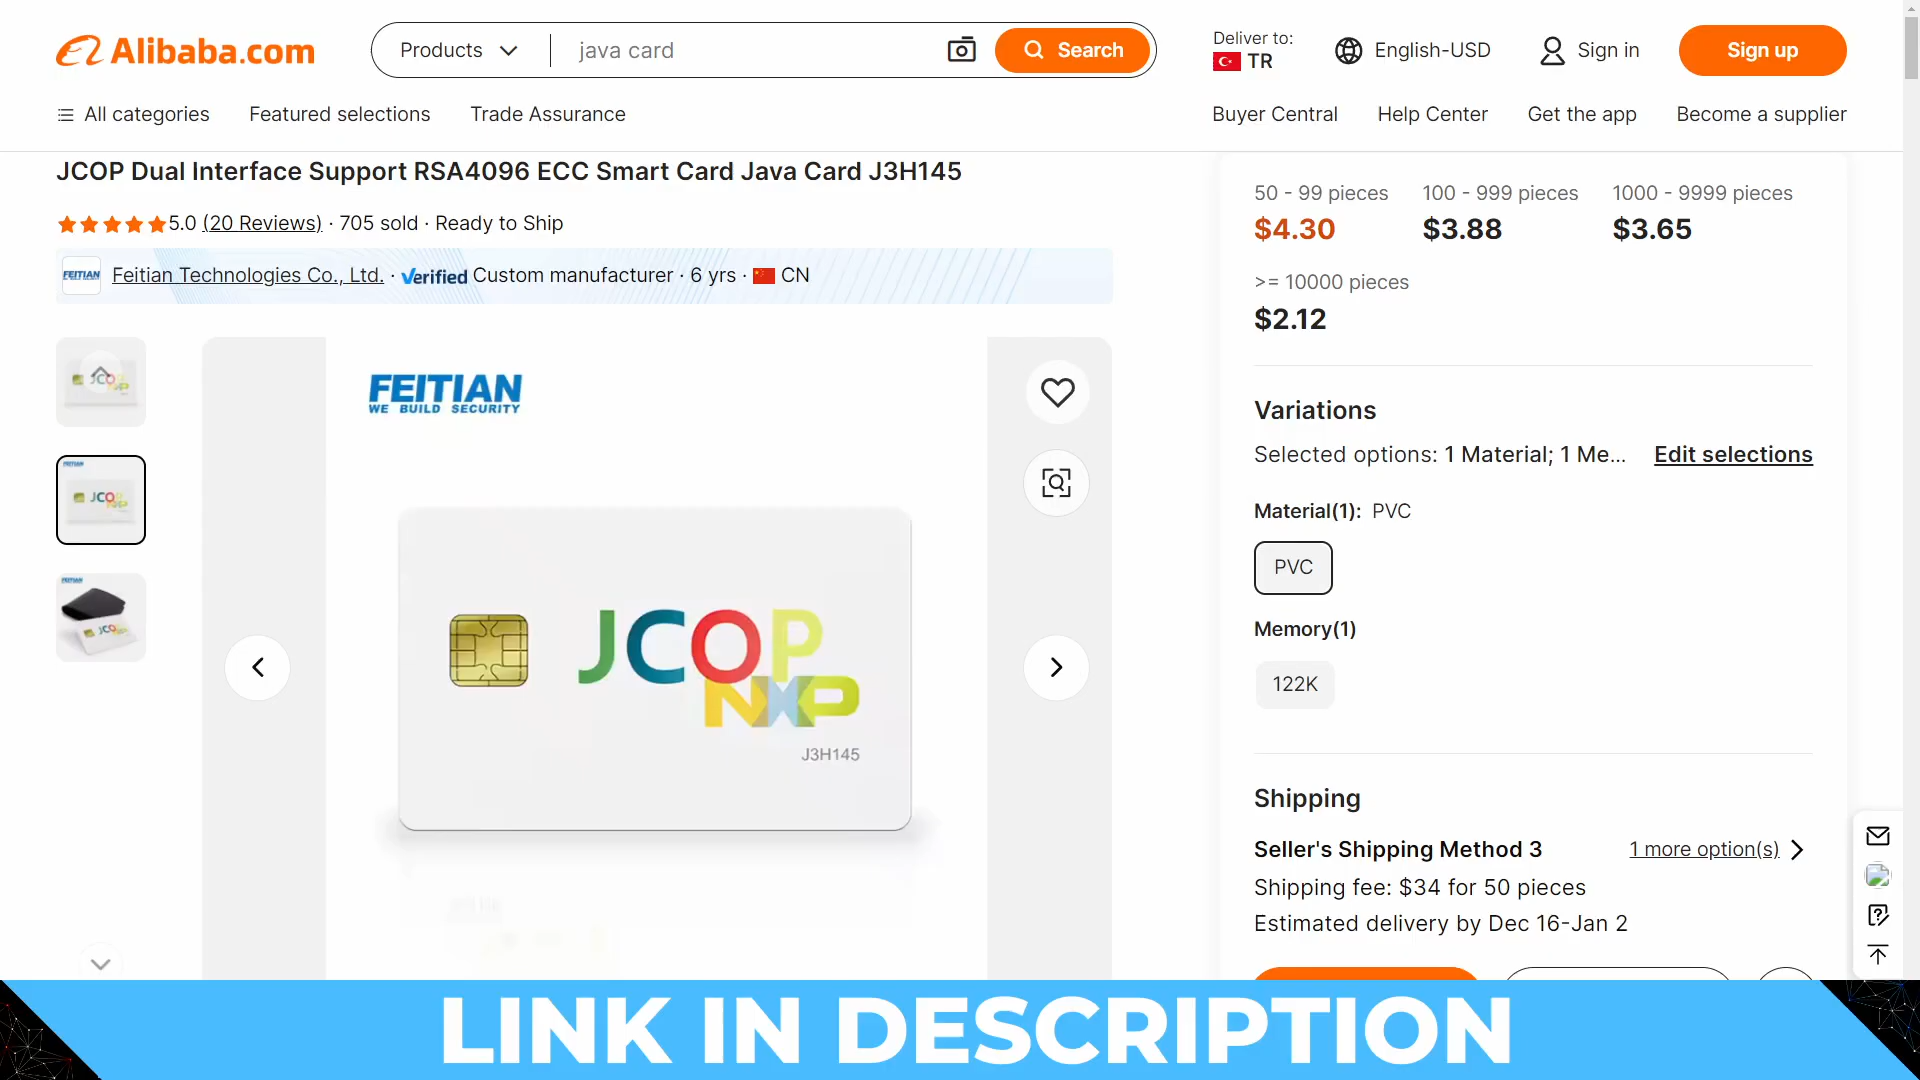 Alibaba.com
Products
java card
Search
Deliver to:
TR
English-USD
Sign in
Sign up
All categories
Featured selections
Trade Assurance
Buyer Central
Help Center
Get the app
Become a supplier
JCOP Dual Interface Support RSA4096 ECC Smart Card Java Card J3H145
5.0 (20 Reviews) · 705 sold · Ready to Ship
FEITIAN
Feitian Technologies Co., Ltd. · Verified Custom manufacturer · 6 yrs · CN
50 - 99 pieces
$4.30
100 - 999 pieces
$3.88
1000 - 9999 pieces
$3.65
>= 10000 pieces
$2.12
FEITIAN
WE BUILD SECURITY
JCOP
NXP
J3H145
Variations
Selected options: 1 Material; 1 Me...
Edit selections
Material(1): PVC
PVC
Memory(1)
122K
Shipping
Seller's Shipping Method 3
1 more option(s)
Shipping fee: $34 for 50 pieces
Estimated delivery by Dec 16-Jan 2
LINK IN DESCRIPTION